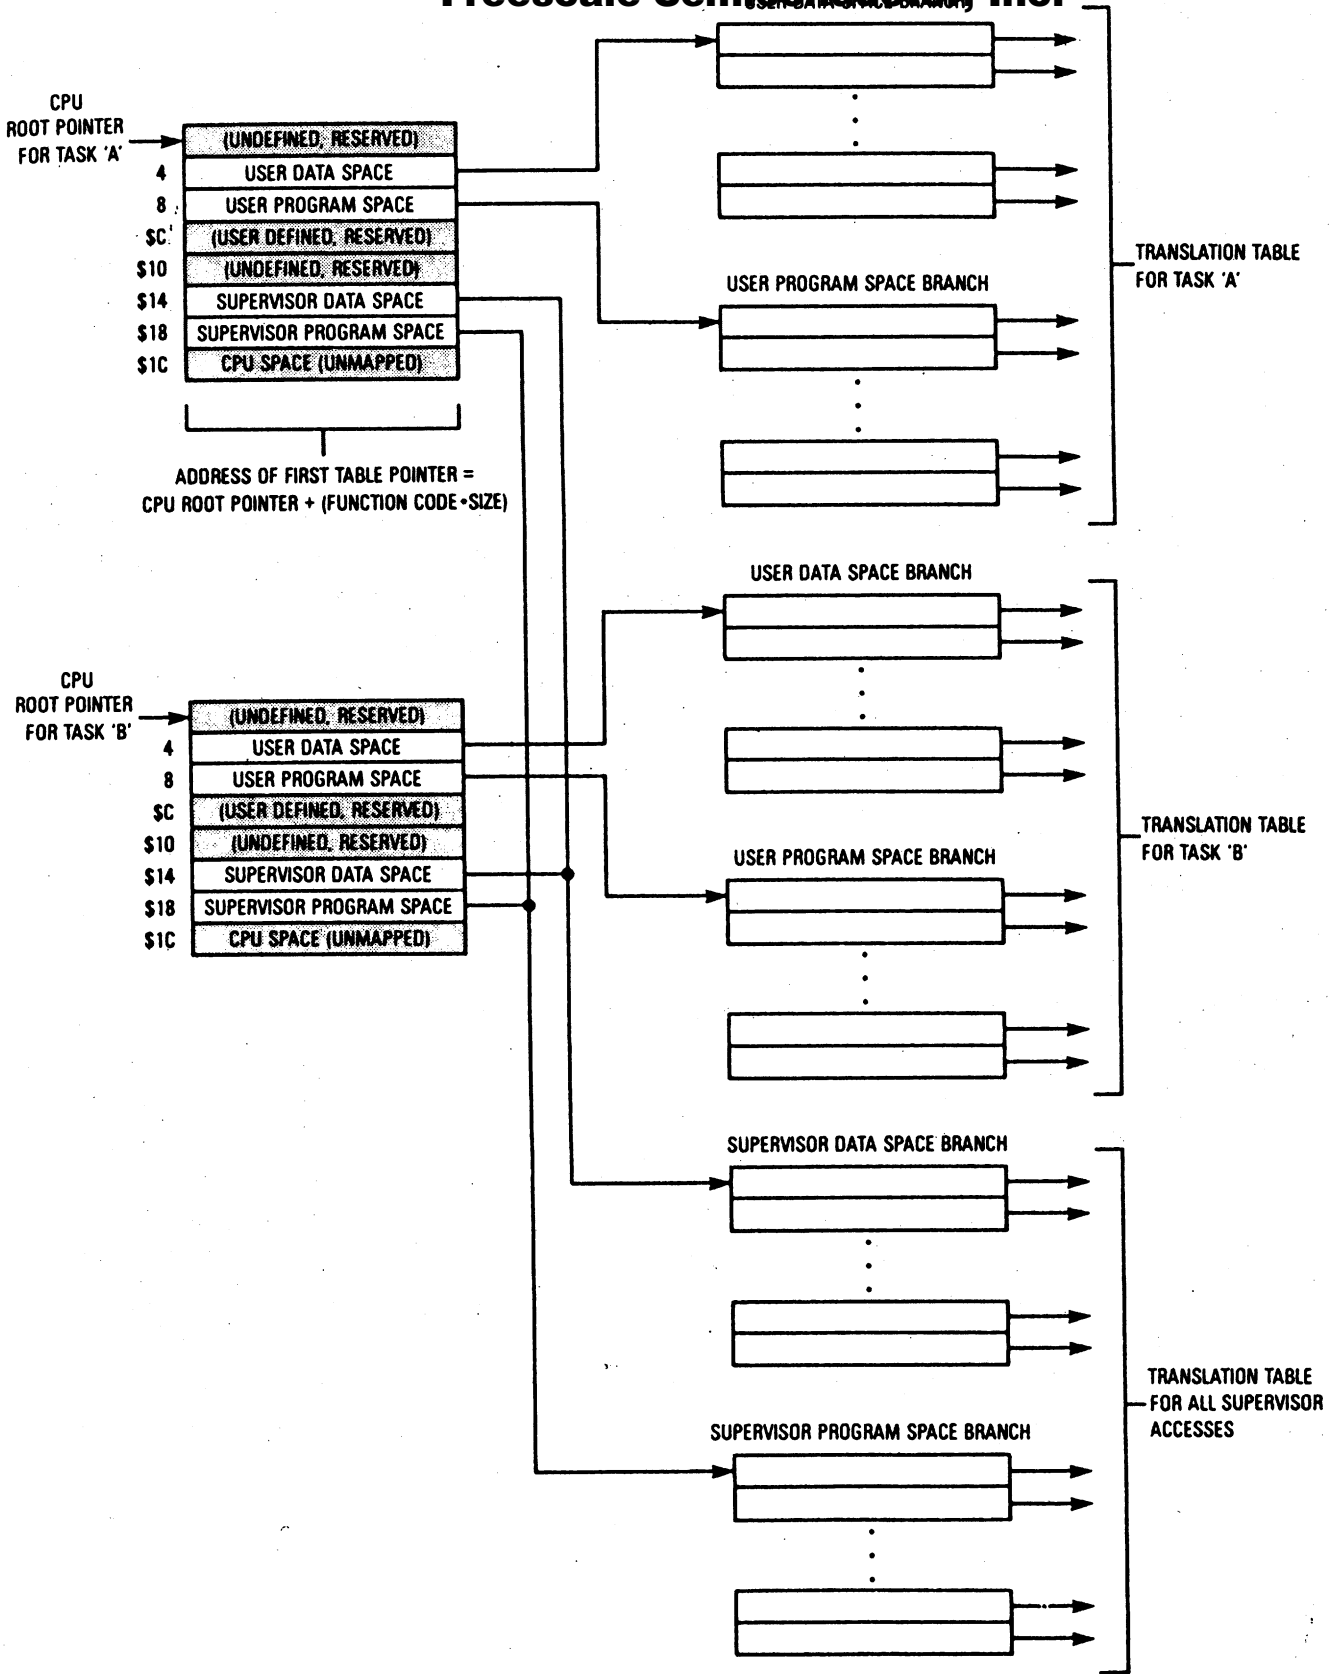 Freescale Semiconductor, Inc.
USER DATA SPACE BRANCH
CPU
ROOT POINTER
FOR TASK 'A'
(UNDEFINED, RESERVED)
4 USER DATA SPACE
8 USER PROGRAM SPACE
$C (USER DEFINED, RESERVED)
$10 (UNDEFINED, RESERVED)
$14 SUPERVISOR DATA SPACE
$18 SUPERVISOR PROGRAM SPACE
$1C CPU SPACE (UNMAPPED)
ADDRESS OF FIRST TABLE POINTER =
CPU ROOT POINTER + (FUNCTION CODE•SIZE)
USER PROGRAM SPACE BRANCH
TRANSLATION TABLE
FOR TASK 'A'
CPU
ROOT POINTER
FOR TASK 'B'
(UNDEFINED, RESERVED)
4 USER DATA SPACE
8 USER PROGRAM SPACE
$C (USER DEFINED, RESERVED)
$10 (UNDEFINED, RESERVED)
$14 SUPERVISOR DATA SPACE
$18 SUPERVISOR PROGRAM SPACE
$1C CPU SPACE (UNMAPPED)
USER DATA SPACE BRANCH
USER PROGRAM SPACE BRANCH
TRANSLATION TABLE
FOR TASK 'B'
SUPERVISOR DATA SPACE BRANCH
SUPERVISOR PROGRAM SPACE BRANCH
TRANSLATION TABLE
FOR ALL SUPERVISOR
ACCESSES